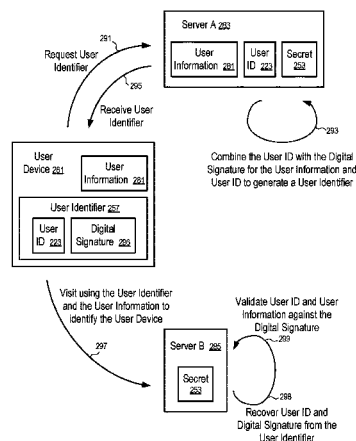 291
Request User
Identifier
295
Receive User
Identifier
Server A 283
User
Information 281
User
ID 223
Secret
253
293
Combine the User ID with the Digital
Signature for the User Information and
User ID to generate a User Identifier
User
Device 261
User
Information 281
User Identifier 257
User
ID 223
Digital
Signature 286
Visit using the User Identifier
and the User Information to
identify the User Device
297
Server B 285
Secret
253
Validate User ID and User
Information against the
Digital Signature
299
298
Recover User ID and
Digital Signature from the
User Identifier